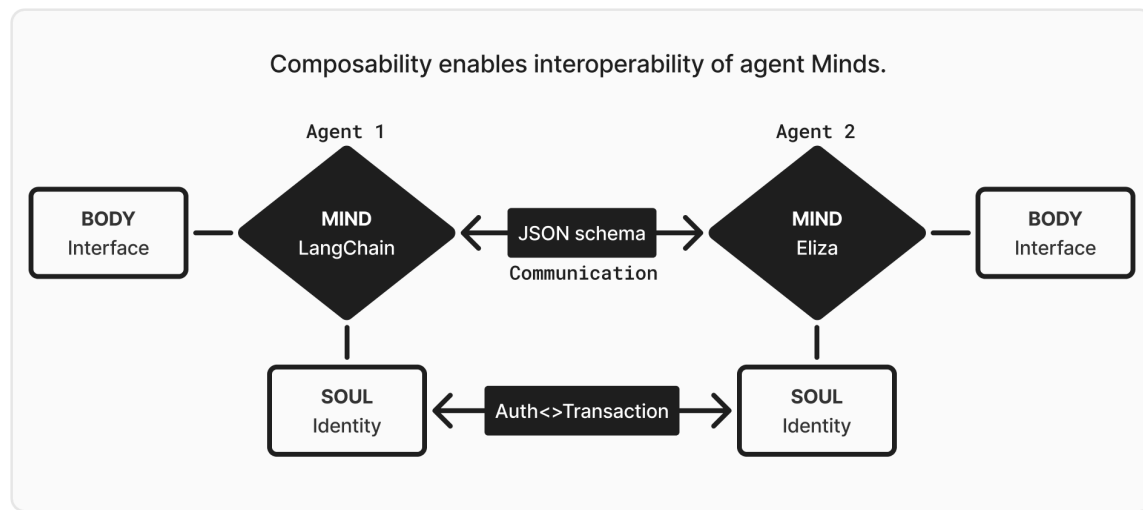 Composability enables interoperability of agent Minds.
Agent 1
Agent 2
BODY
Interface
MIND
LangChain
JSON schema
Communication
MIND
Eliza
BODY
Interface
SOUL
Identity
Auth<>Transaction
SOUL
Identity